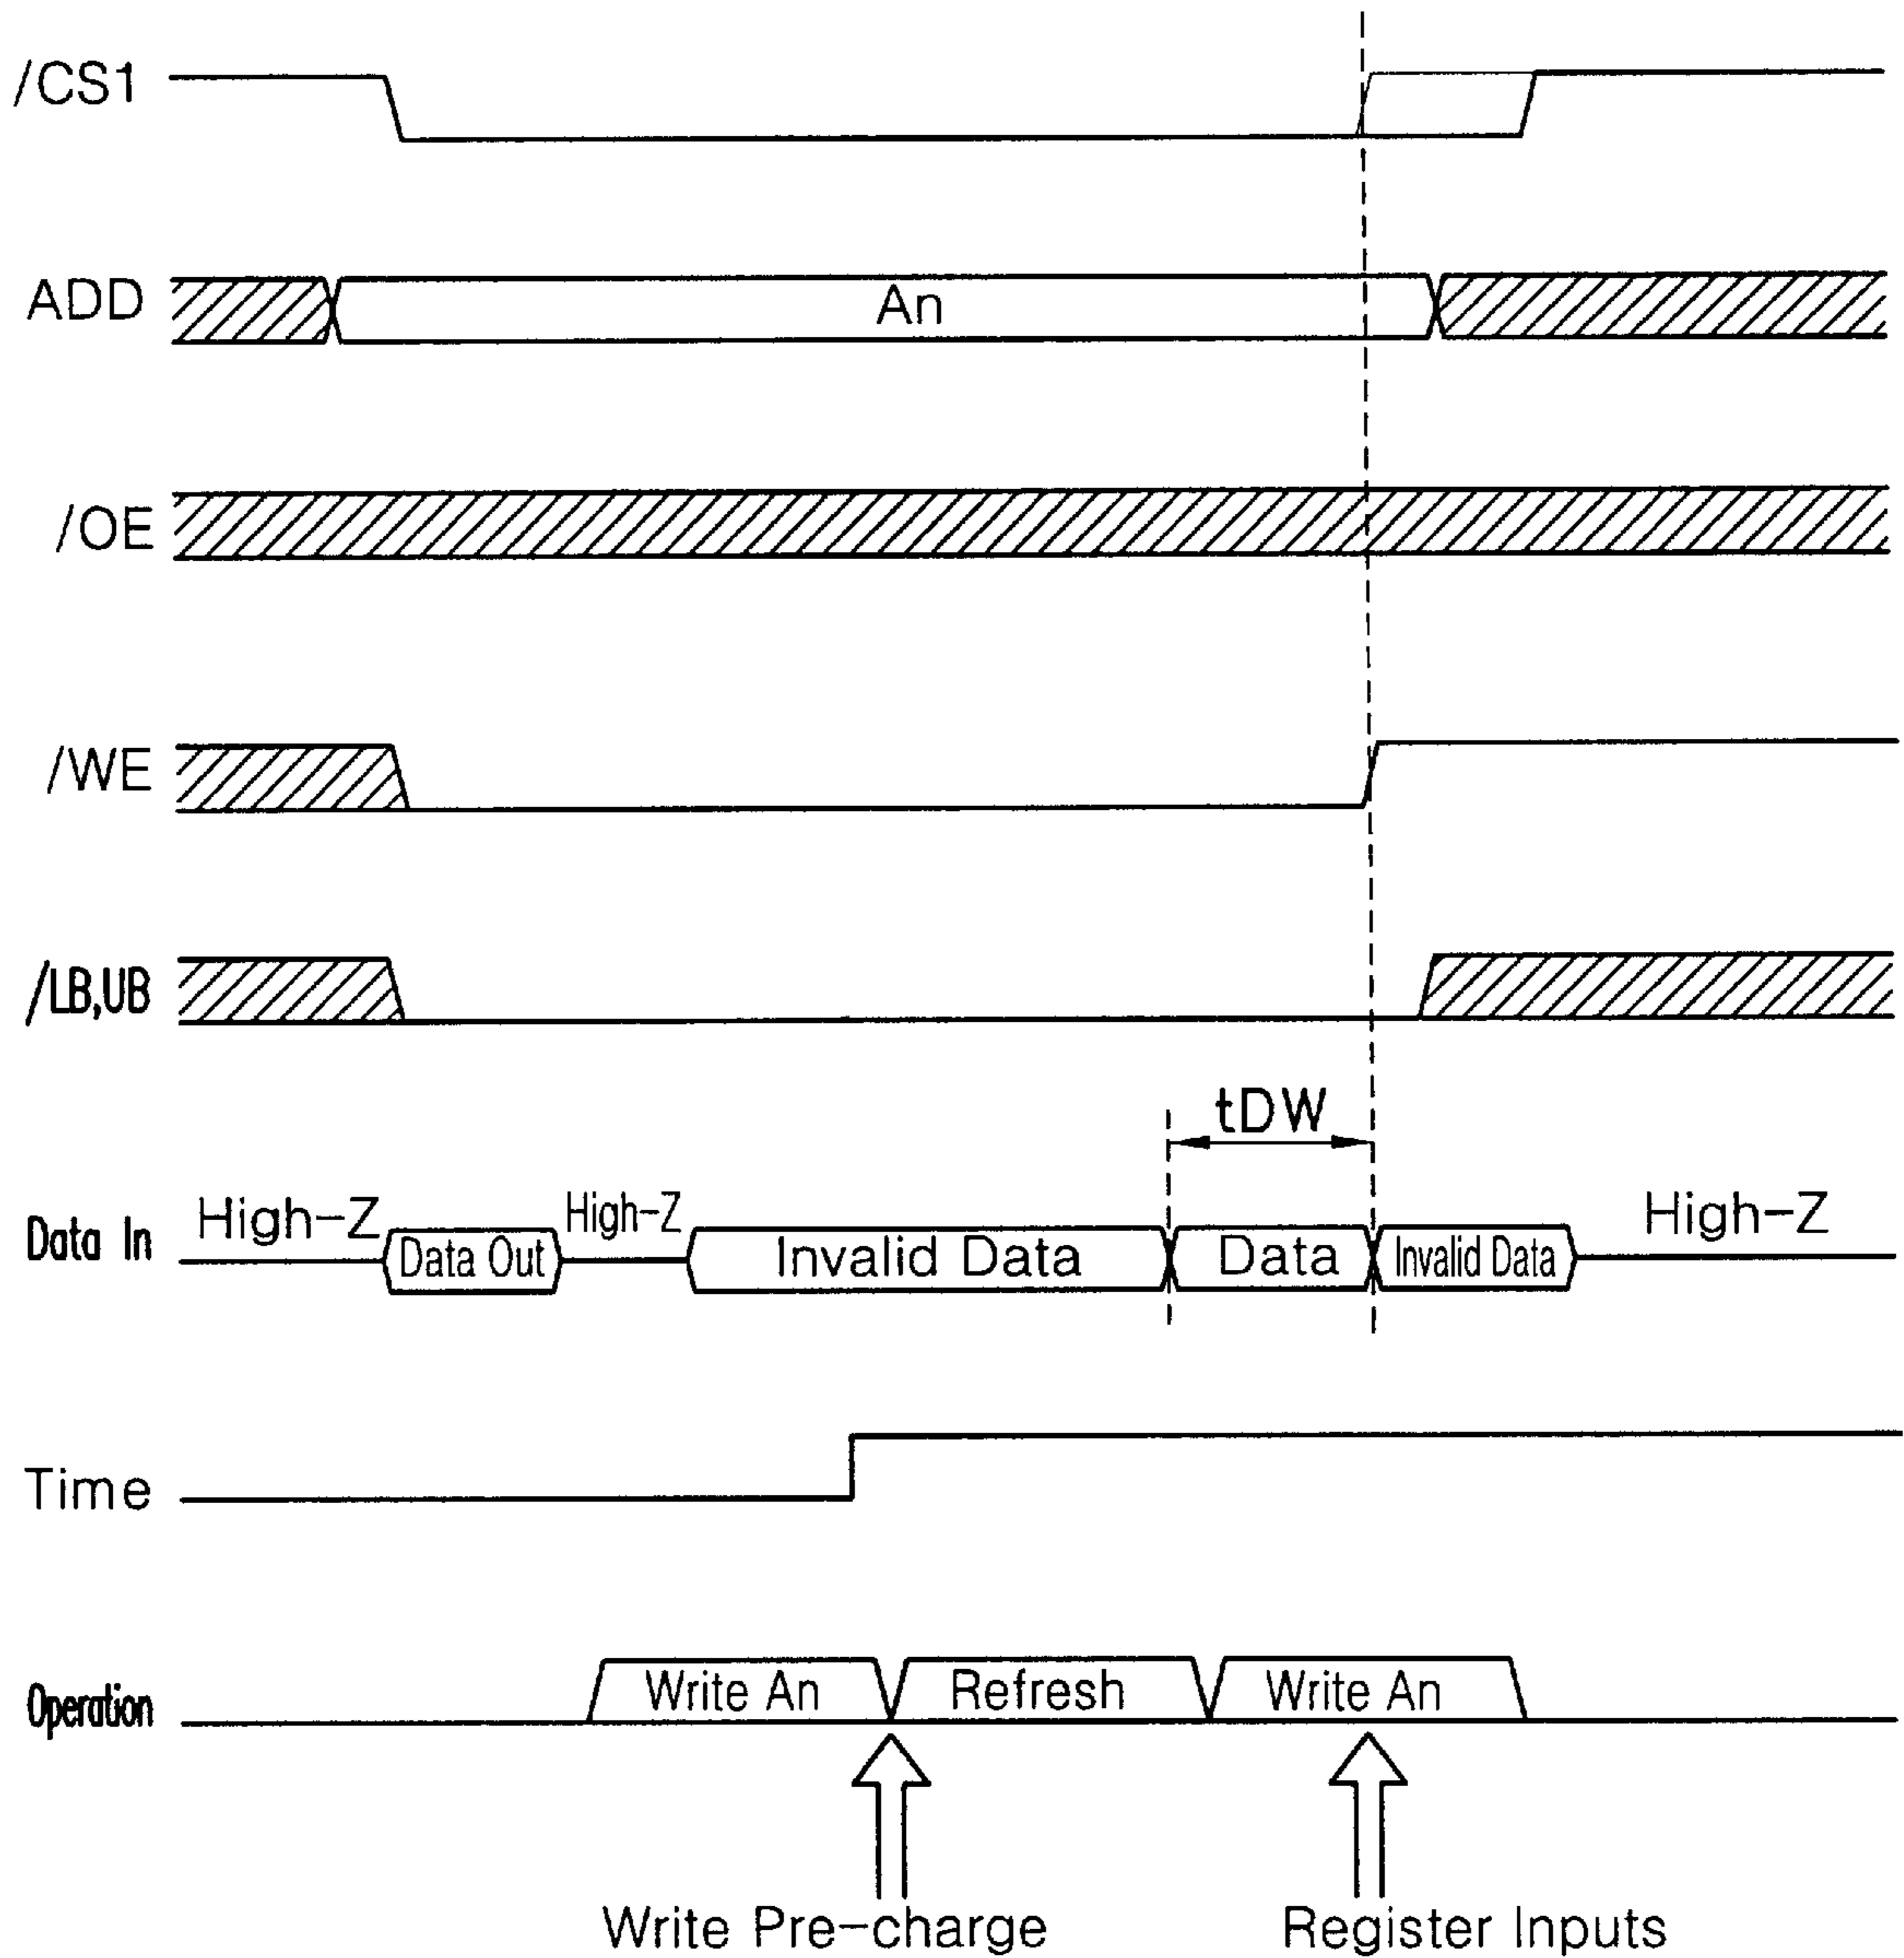 /CS1
ADD An
/OE
/WE
/LB,UB
tDW
Data In High-Z Data Out High-Z Invalid Data Data Invalid Data High-Z
Time
Operation Write An Refresh Write An
Write Pre-charge Register Inputs